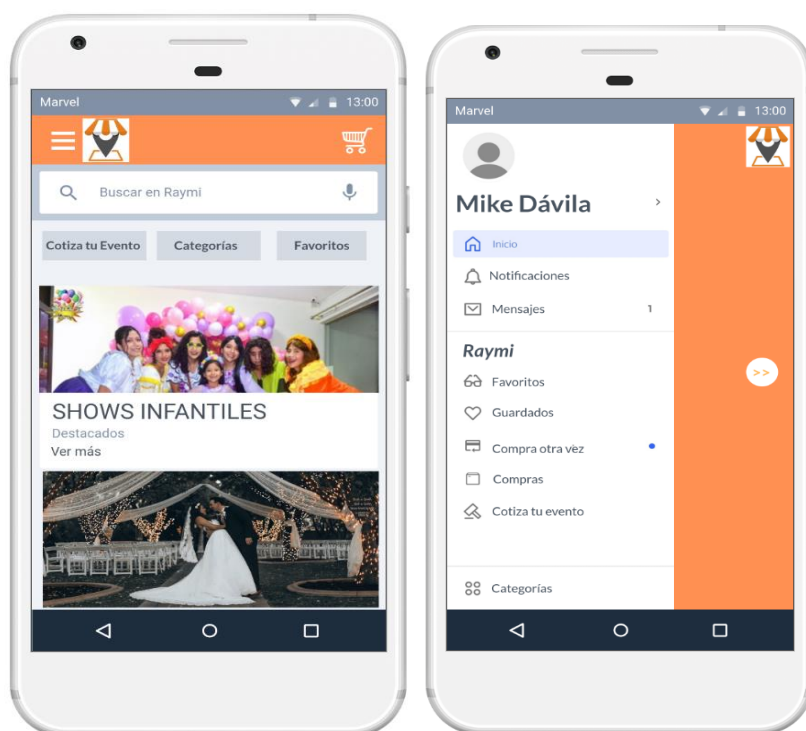 Marvel
13:00
Buscar en Raymi
Cotiza tu Evento
Categorías
Favoritos
SHOWS INFANTILES
Destacados
Ver más
Marvel
13:00
Mike Dávila
Inicio
Notificaciones
Mensajes 1
Raymi
Favoritos
Guardados
Compra otra vez
Compras
Cotiza tu evento
Categorías
>>